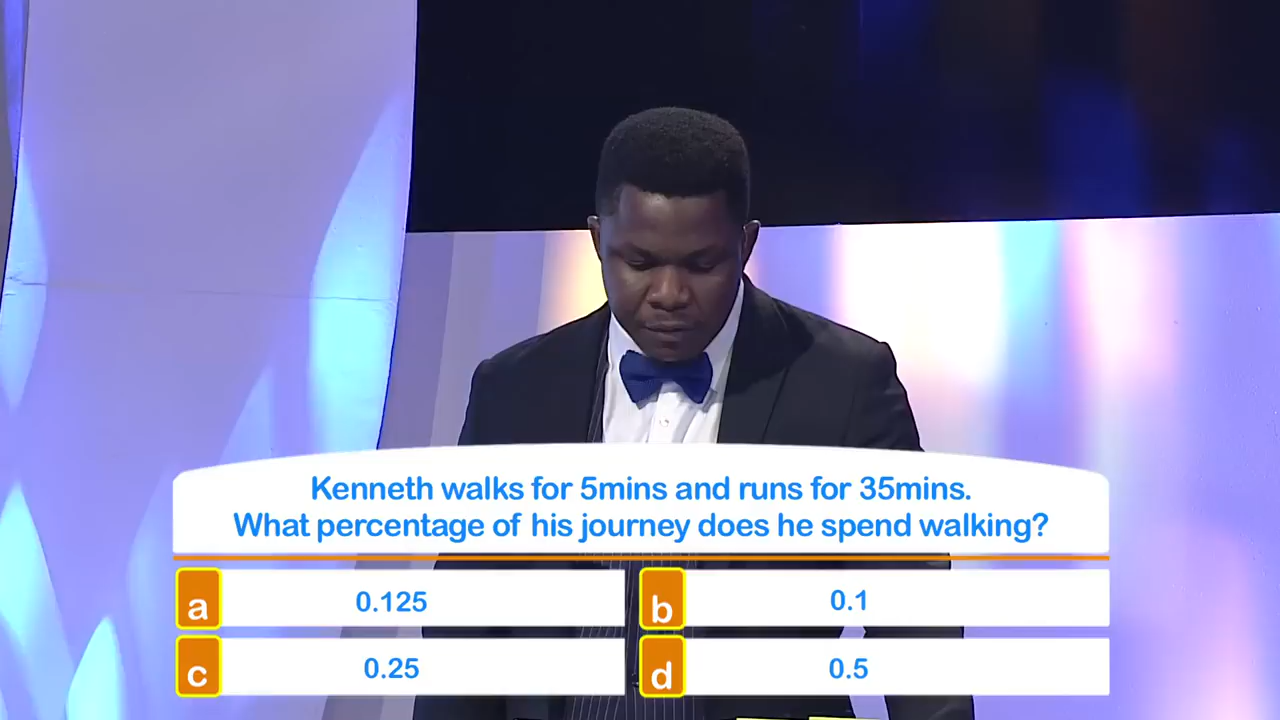 Kenneth walks for 5mins and runs for 35mins.
What percentage of his journey does he spend walking?
a 0.125
b 0.1
c 0.25
d 0.5